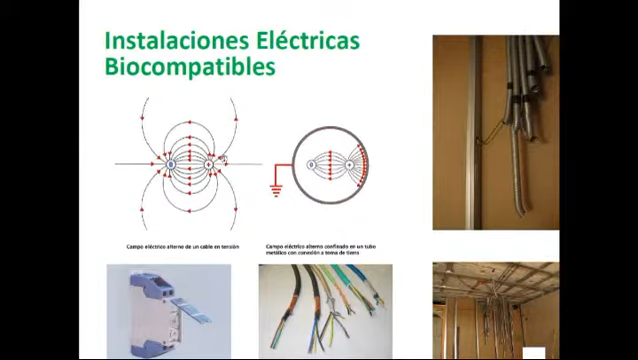 Instalaciones Eléctricas
Biocompatibles
Campo eléctrico alterno de un cable en tensión
Campo eléctrico alterno confinado en un tubo
metálico con conexión a toma de tierra